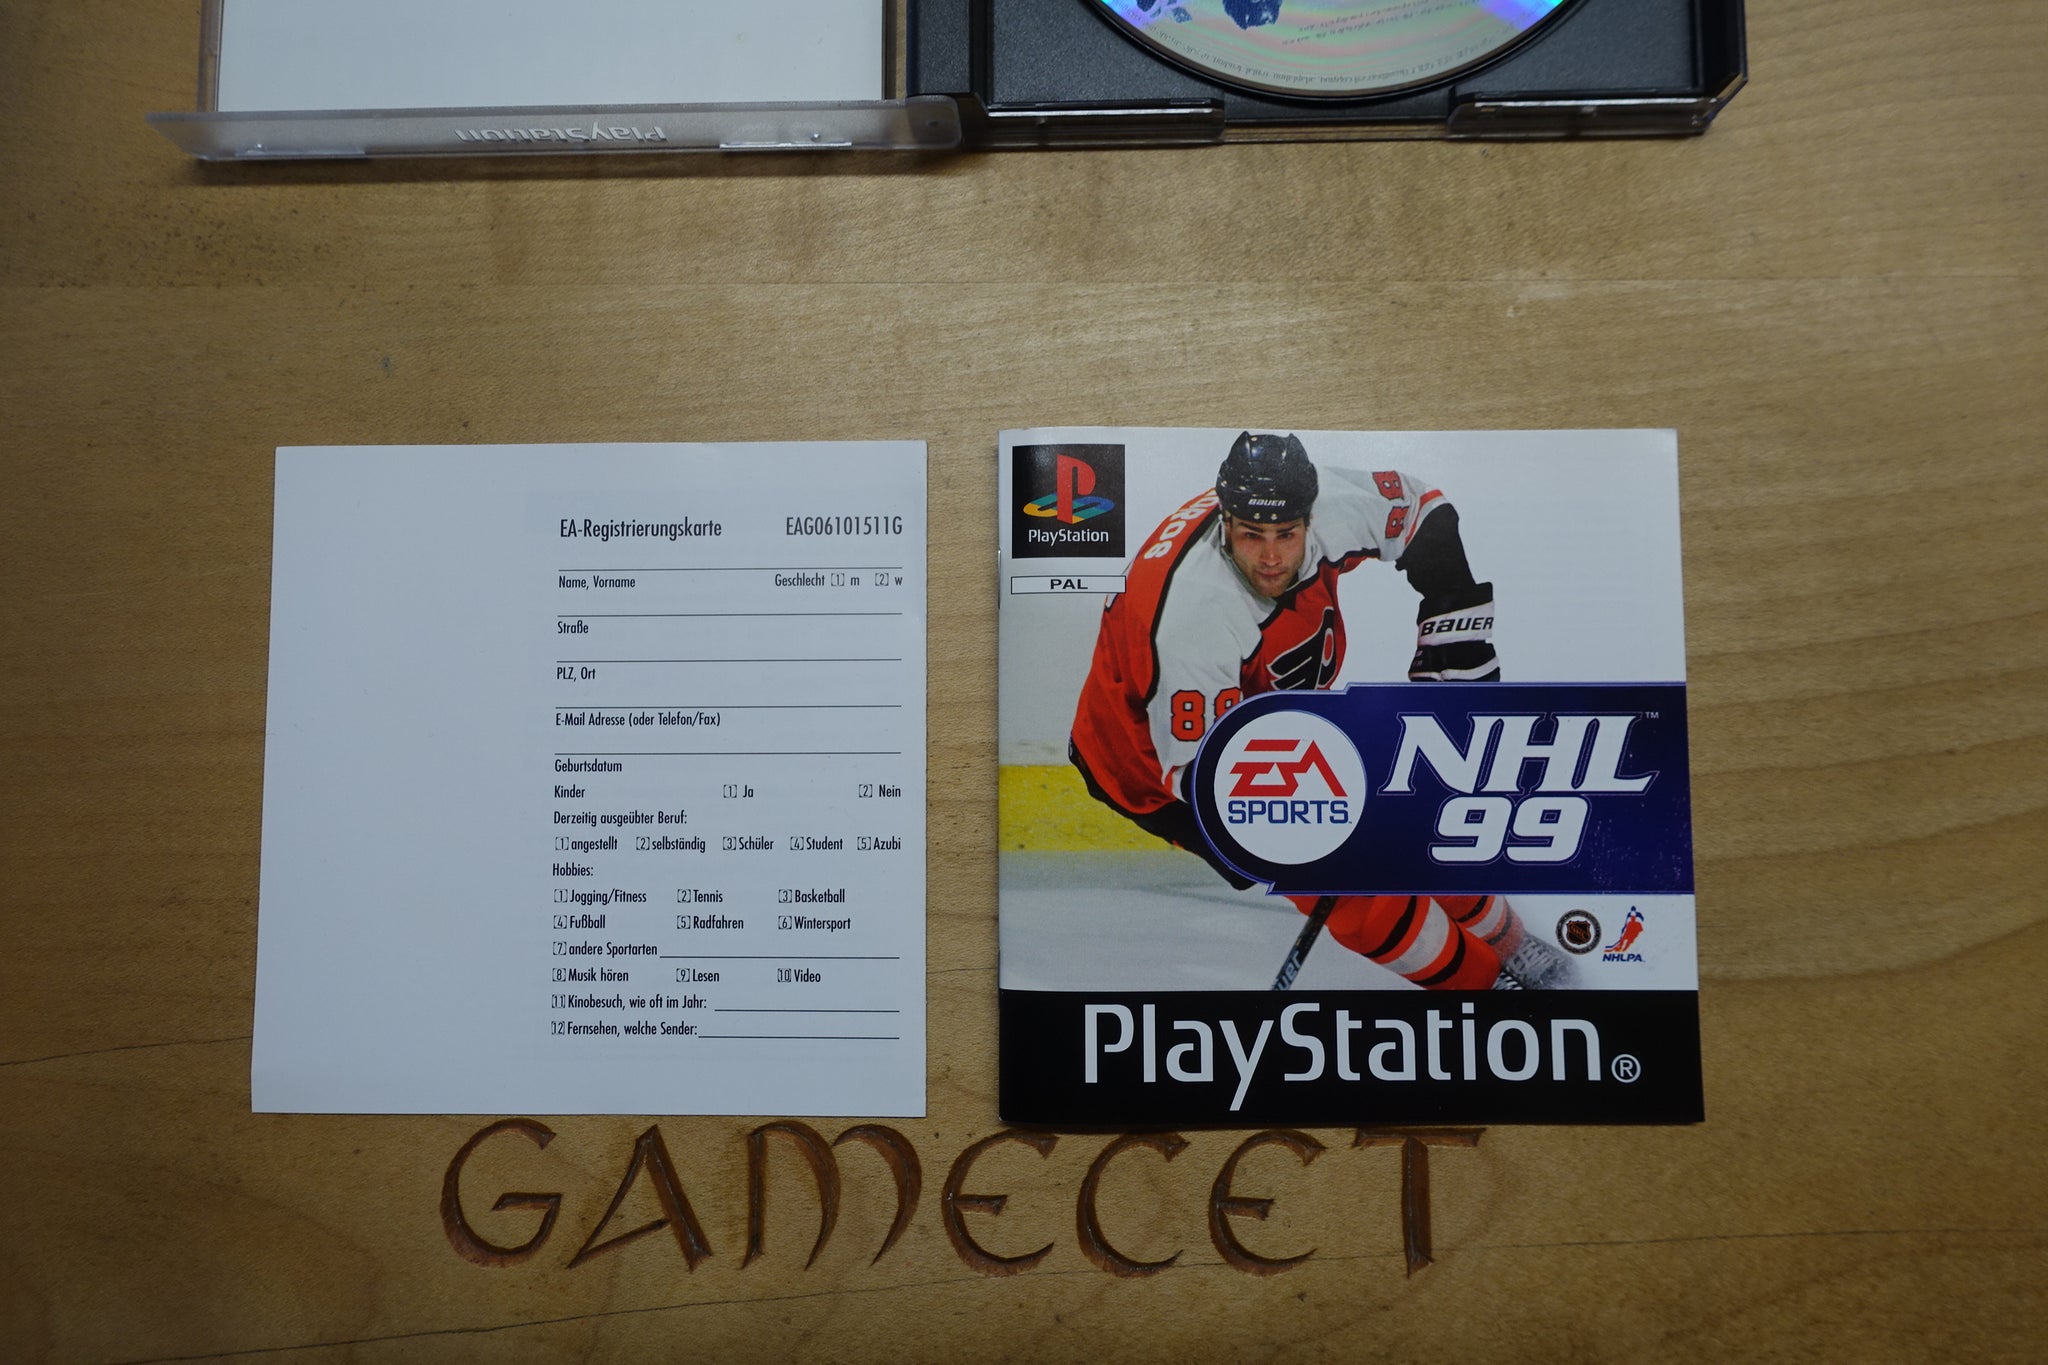 PlayStation
EA-Registrierungskarte EAG06101511G
Name, Vorname Geschlecht [1] m [2] w
Straße
PLZ, Ort
E-Mail Adresse (oder Telefon/Fax)
Geburtsdatum
Kinder [1] Ja [2] Nein
Derzeitig ausgeübter Beruf:
[1] angestellt [2] selbständig [3] Schüler [4] Student [5] Azubi
Hobbies:
[1] Jogging/Fitness [2] Tennis [3] Basketball
[4] Fußball [5] Radfahren [6] Wintersport
[7] andere Sportarten
[8] Musik hören [9] Lesen [10] Video
[11] Kinobesuch, wie oft im Jahr:
[12] Fernsehen, welche Sender:
PlayStation
PAL
BAUER
88
BAUER
88
EA
SPORTS
NHL™
99
NHLPA
PlayStation®
GAMECET